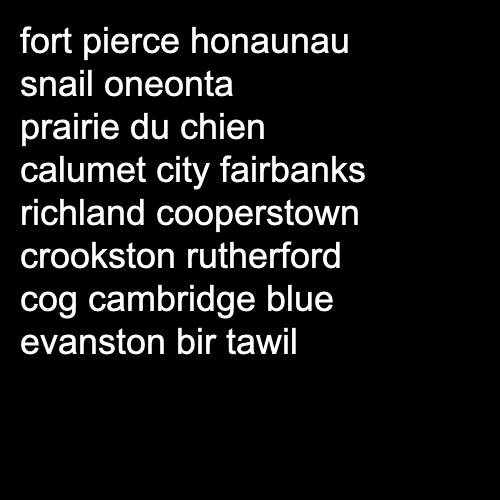 fort pierce honaunau
snail oneonta
prairie du chien
calumet city fairbanks
richland cooperstown
crookston rutherford
cog cambridge blue
evanston bir tawil